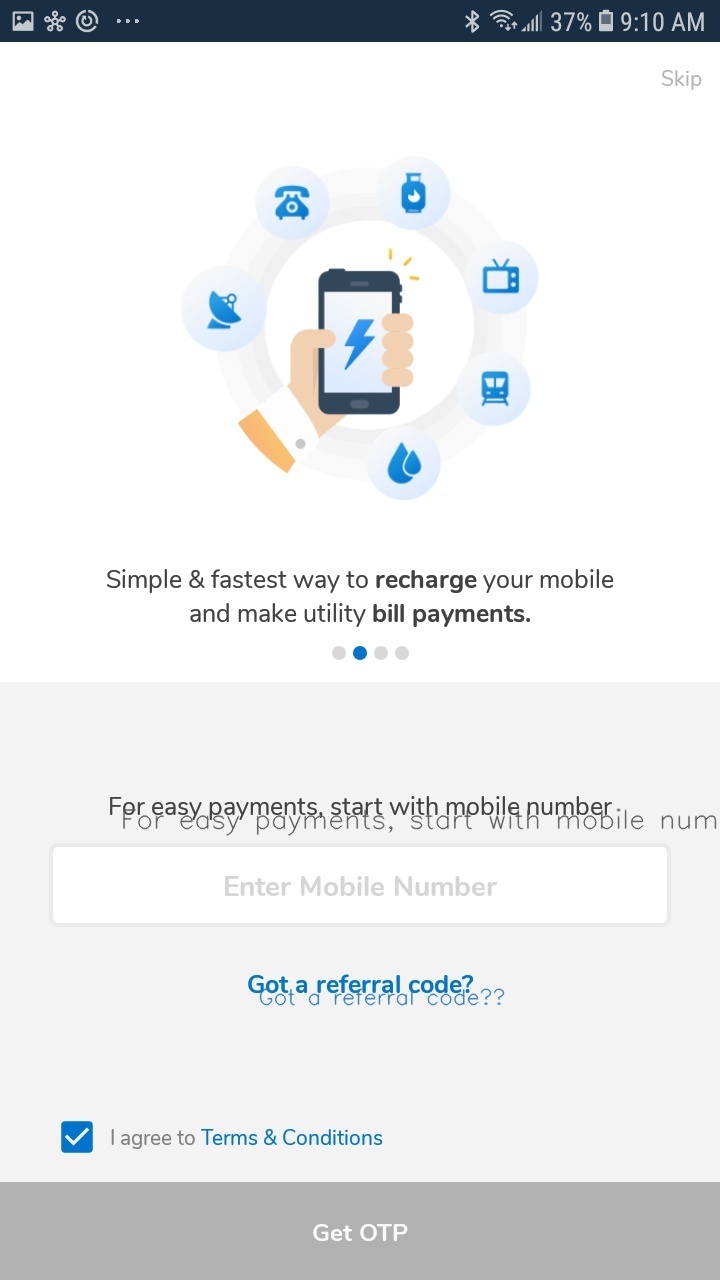 37% 9:10 AM
Skip
Simple & fastest way to recharge your mobile
and make utility bill payments.
For easy payments, start with mobile number
For easy payments, start with mobile num
Enter Mobile Number
Got a referral code?
Got a referral code??
I agree to Terms & Conditions
Get OTP